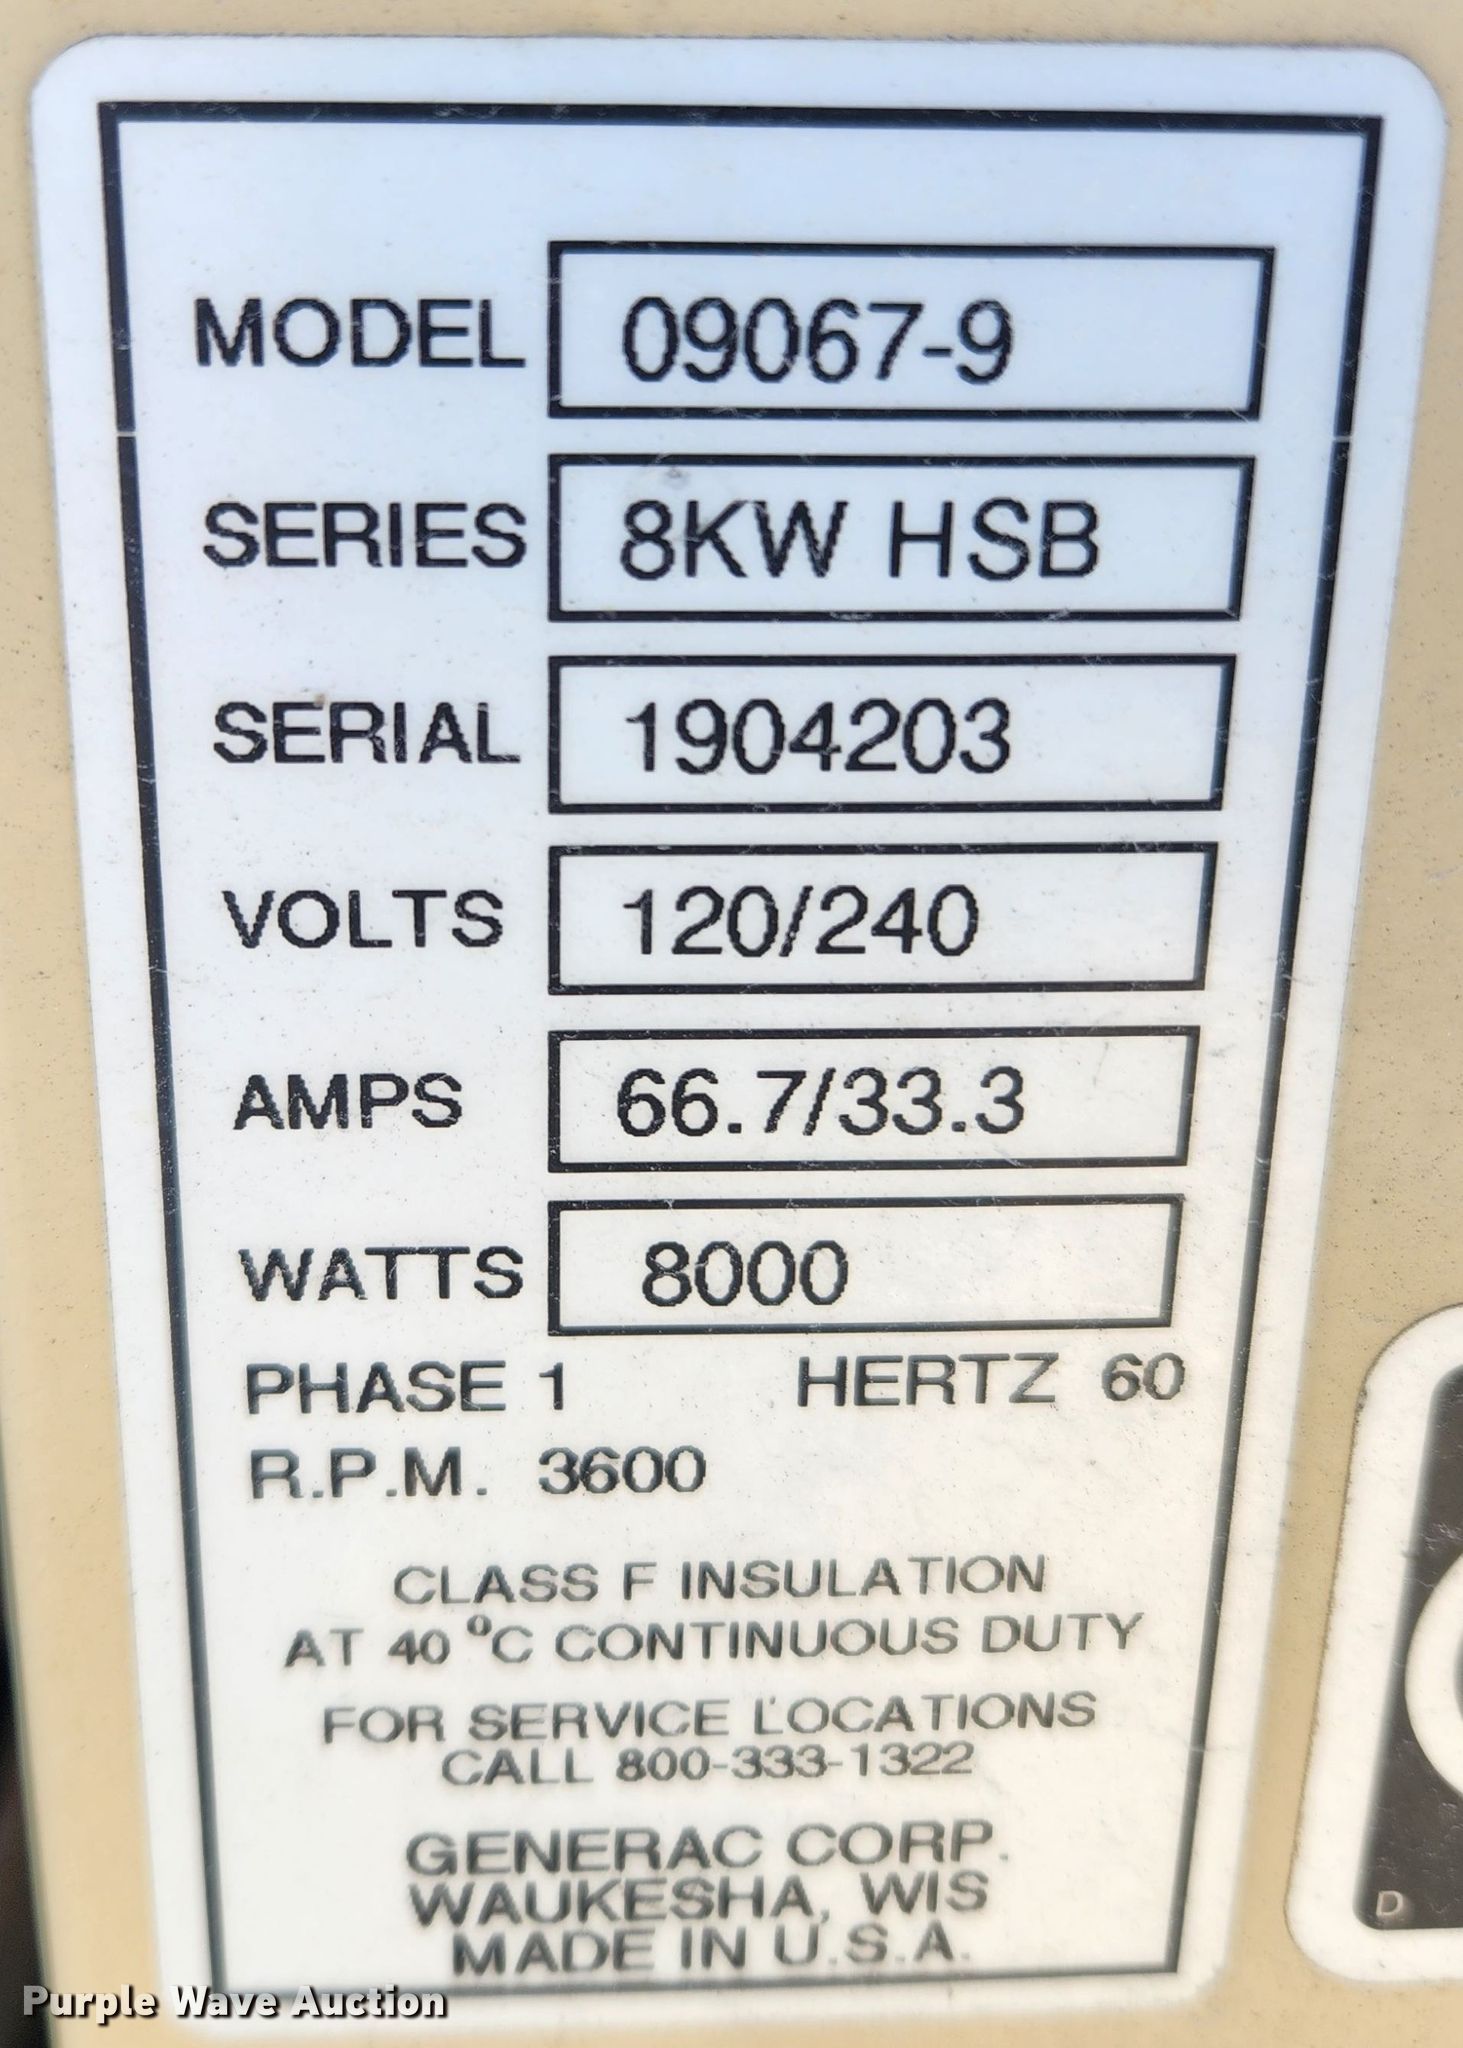 MODEL 09067-9
SERIES 8KW HSB
SERIAL 1904203
VOLTS 120/240
AMPS 66.7/33.3
WATTS 8000
PHASE 1 HERTZ 60
R.P.M. 3600
CLASS F INSULATION
AT 40 °C CONTINUOUS DUTY
FOR SERVICE LOCATIONS
CALL 800-333-1322
GENERAC CORP.
WAUKESHA, WIS
MADE IN U.S.A.
D
Purple Wave Auction